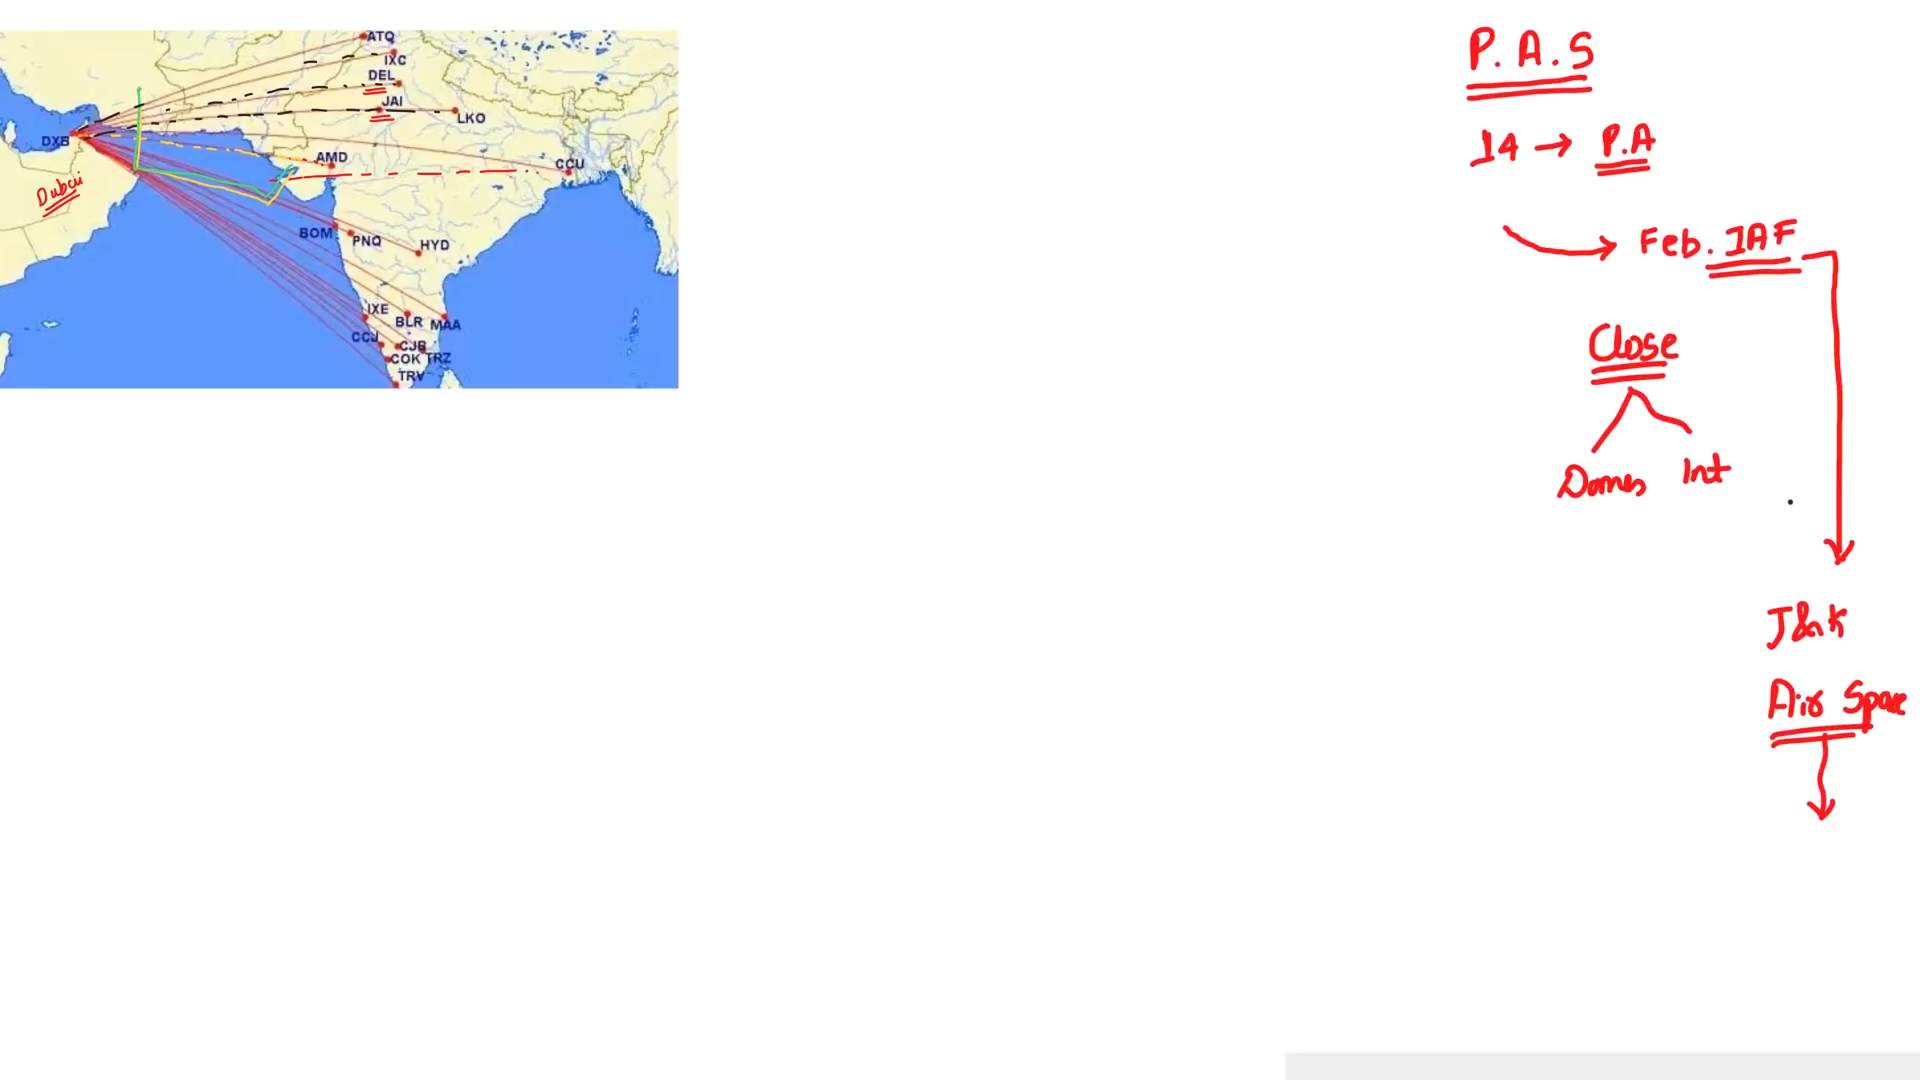 ATQ
IXC
DEL
JAI
LKO
DXB
AMD
CCU
Dubai
BOM
PNQ
HYD
IXE
BLR
MAA
CCJ
CJB
COK
TRZ
TRV
P.A.S
14 → P.A
→ Feb. IAF
Close
Domes Int
J&K
Air Space